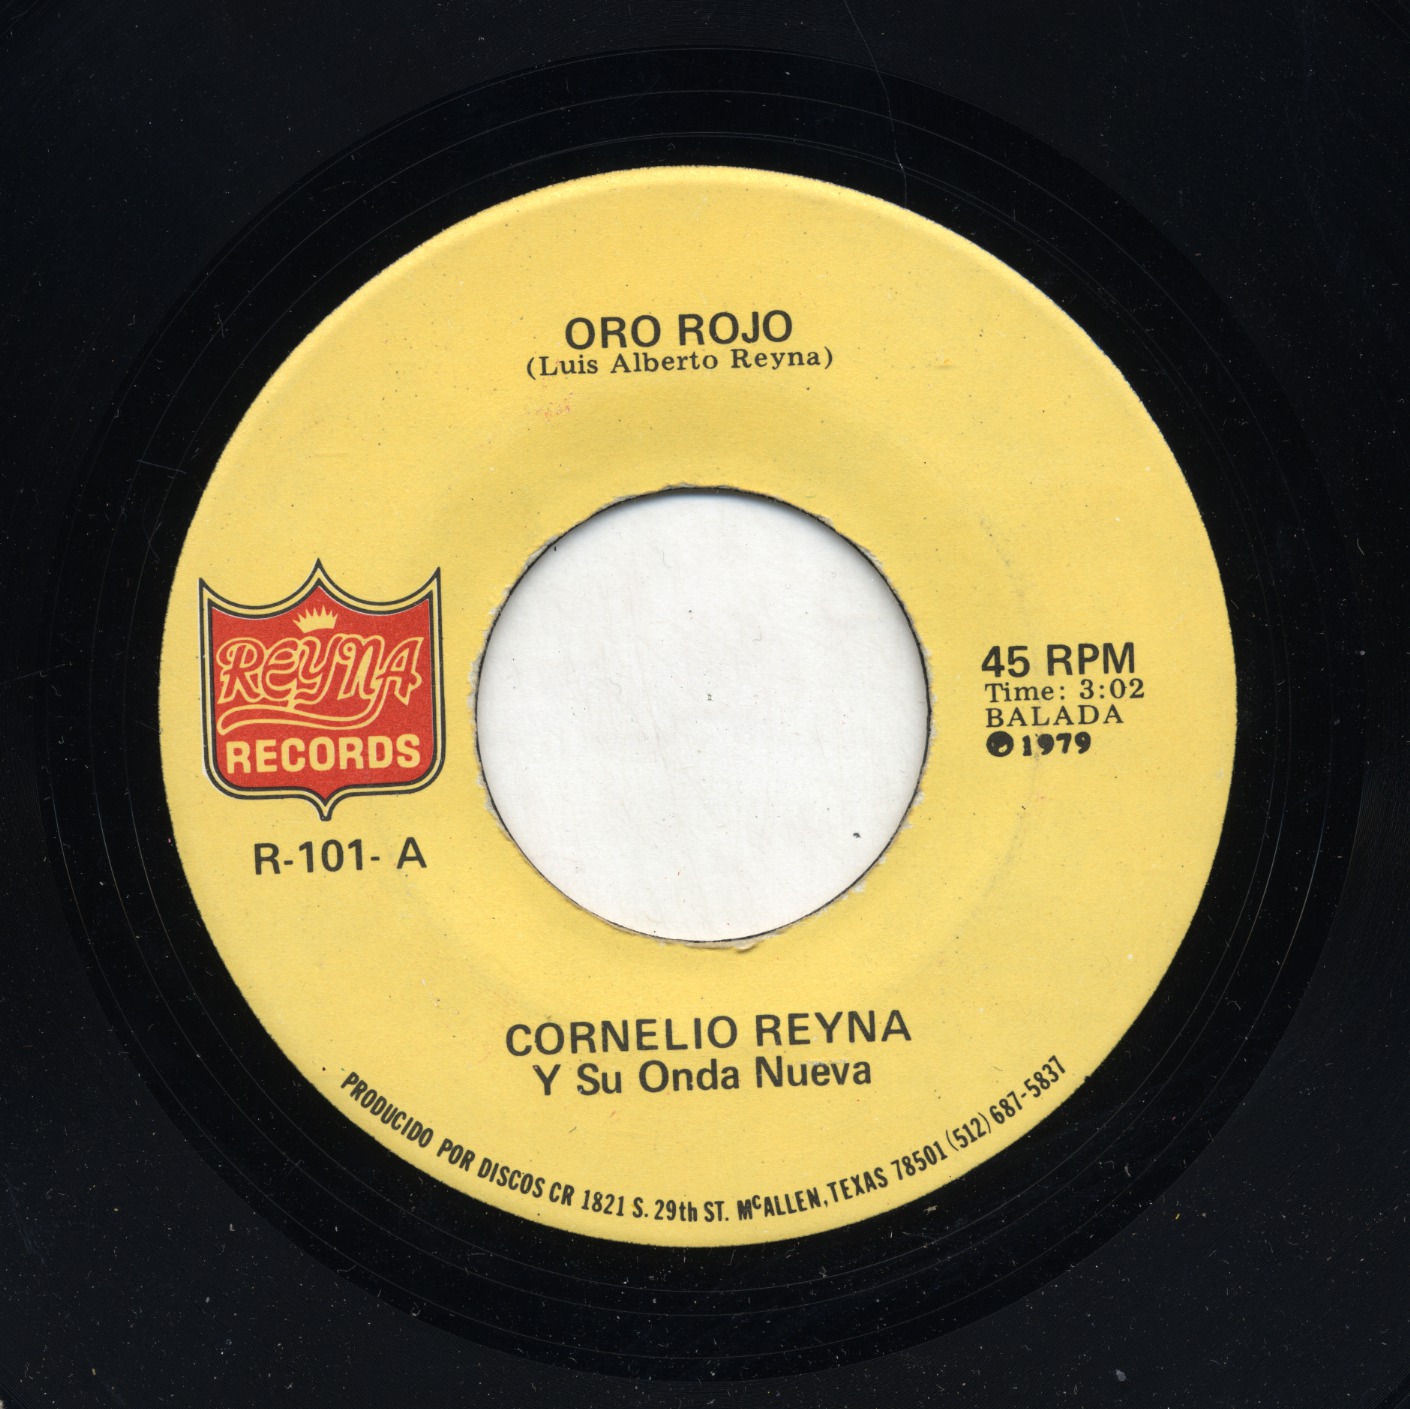 ORO ROJO
(Luis Alberto Reyna)
REYNA
RECORDS
R-101- A
45 RPM
Time: 3:02
BALADA
℗ 1979
CORNELIO REYNA
Y Su Onda Nueva
PRODUCIDO POR DISCOS CR 1821 S. 29th ST. McALLEN, TEXAS 78501 (512) 687-5837